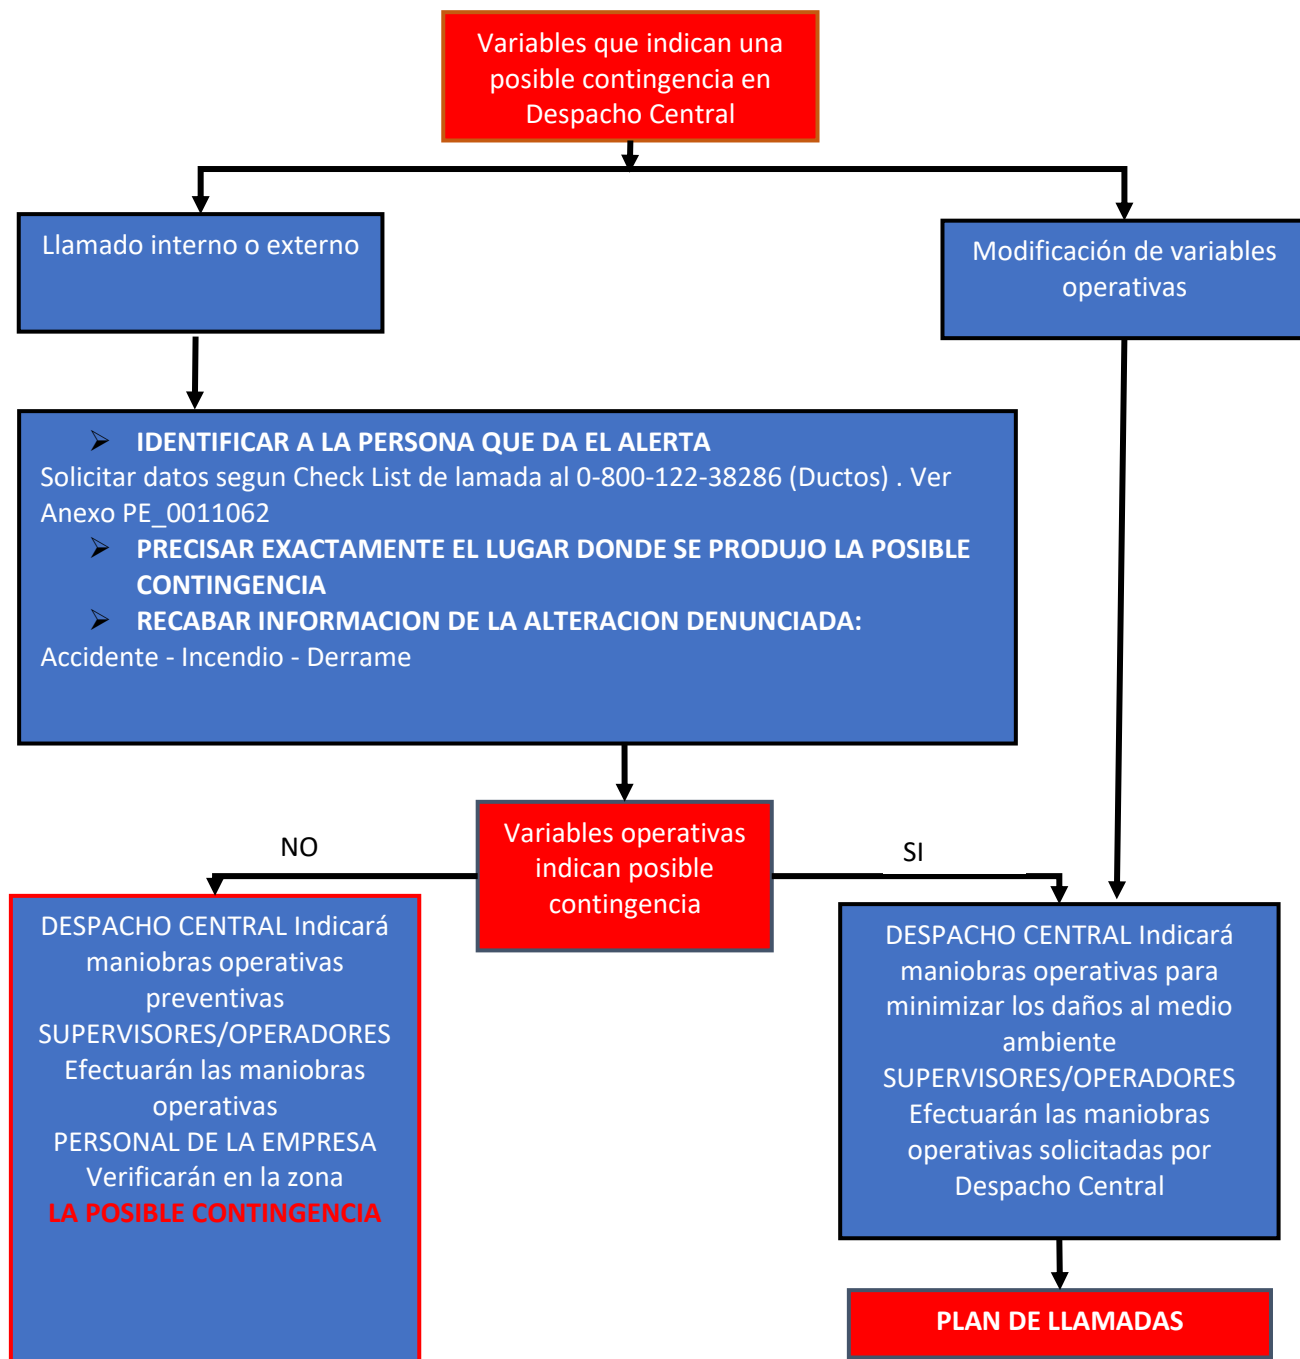 Variables que indican una
posible contingencia en
Despacho Central
Llamado interno o externo
Modificación de variables
operativas
➢ IDENTIFICAR A LA PERSONA QUE DA EL ALERTA
Solicitar datos segun Check List de lamada al 0-800-122-38286 (Ductos) . Ver
Anexo PE_0011062
➢ PRECISAR EXACTAMENTE EL LUGAR DONDE SE PRODUJO LA POSIBLE
CONTINGENCIA
➢ RECABAR INFORMACION DE LA ALTERACION DENUNCIADA:
Accidente - Incendio - Derrame
Variables operativas
indican posible
contingencia
NO
SI
DESPACHO CENTRAL Indicará
maniobras operativas
preventivas
SUPERVISORES/OPERADORES
Efectuarán las maniobras
operativas
PERSONAL DE LA EMPRESA
Verificarán en la zona
LA POSIBLE CONTINGENCIA
DESPACHO CENTRAL Indicará
maniobras operativas para
minimizar los daños al medio
ambiente
SUPERVISORES/OPERADORES
Efectuarán las maniobras
operativas solicitadas por
Despacho Central
PLAN DE LLAMADAS